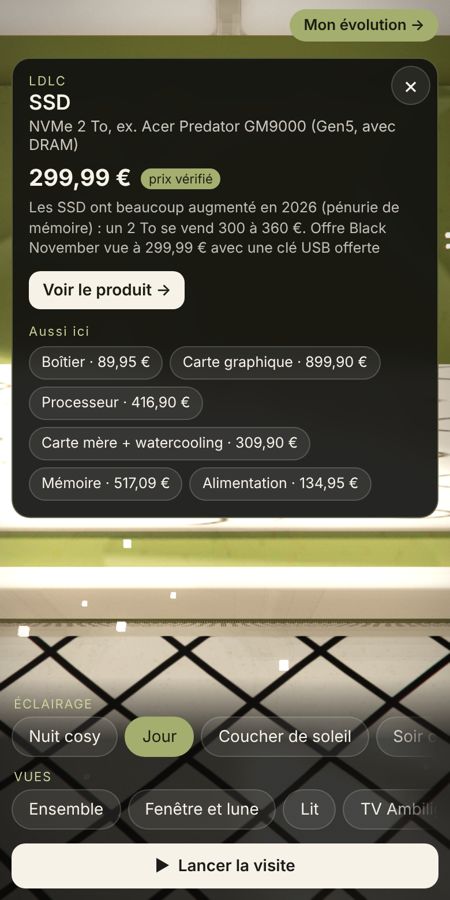 Mon évolution →
LDLC
SSD
NVMe 2 To, ex. Acer Predator GM9000 (Gen5, avec
DRAM)
299,99 € prix vérifié
Les SSD ont beaucoup augmenté en 2026 (pénurie de
mémoire) : un 2 To se vend 300 à 360 €. Offre Black
November vue à 299,99 € avec une clé USB offerte
Voir le produit →
Aussi ici
Boîtier · 89,95 € Carte graphique · 899,90 €
Processeur · 416,90 €
Carte mère + watercooling · 309,90 €
Mémoire · 517,09 € Alimentation · 134,95 €
ÉCLAIRAGE
Nuit cosy Jour Coucher de soleil Soir
VUES
Ensemble Fenêtre et lune Lit TV Ambili
▶ Lancer la visite